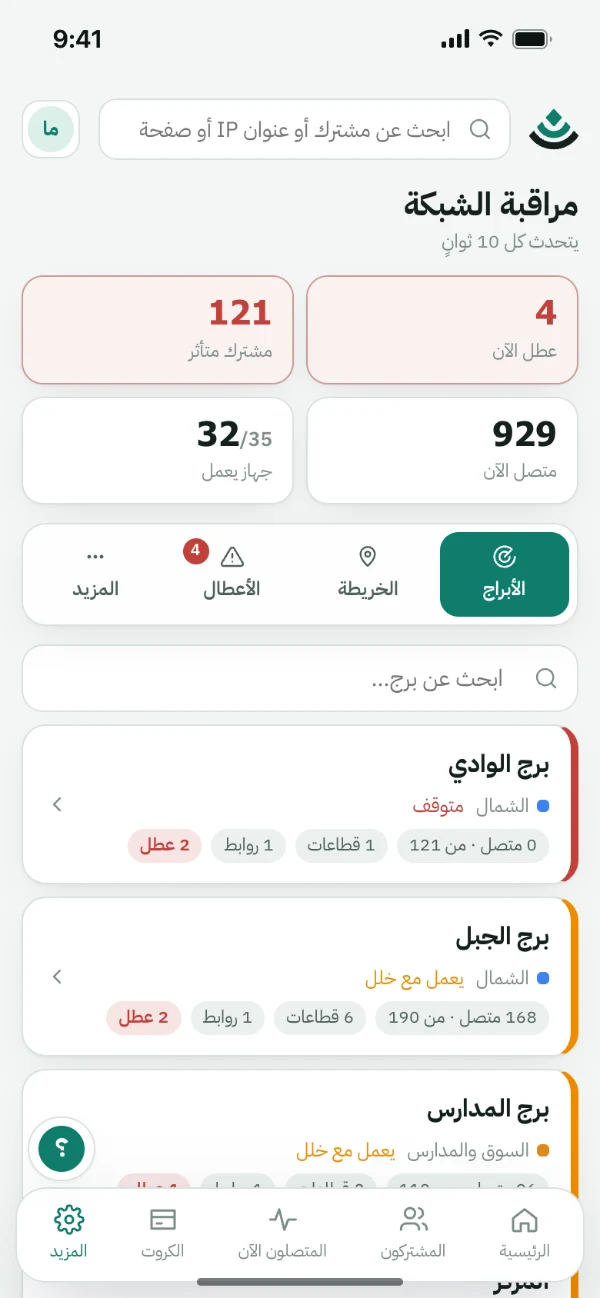 9:41
ابحث عن مشترك أو عنوان IP أو صفحة
ما
مراقبة الشبكة
يتحدث كل 10 ثوانٍ
4
عطل الآن
121
مشترك متأثر
929
متصل الآن
32/35
جهاز يعمل
الأبراج
الخريطة
الأعطال
4
المزيد
ابحث عن برج...
برج الوادي
الشمال متوقف
0 متصل · من 121
1 قطاعات
1 روابط
2 عطل
برج الجبل
الشمال يعمل مع خلل
168 متصل · من 190
6 قطاعات
1 روابط
2 عطل
برج المدارس
السوق والمدارس يعمل مع خلل
؟
الرئيسية
المشتركون
المتصلون الآن
الكروت
المزيد